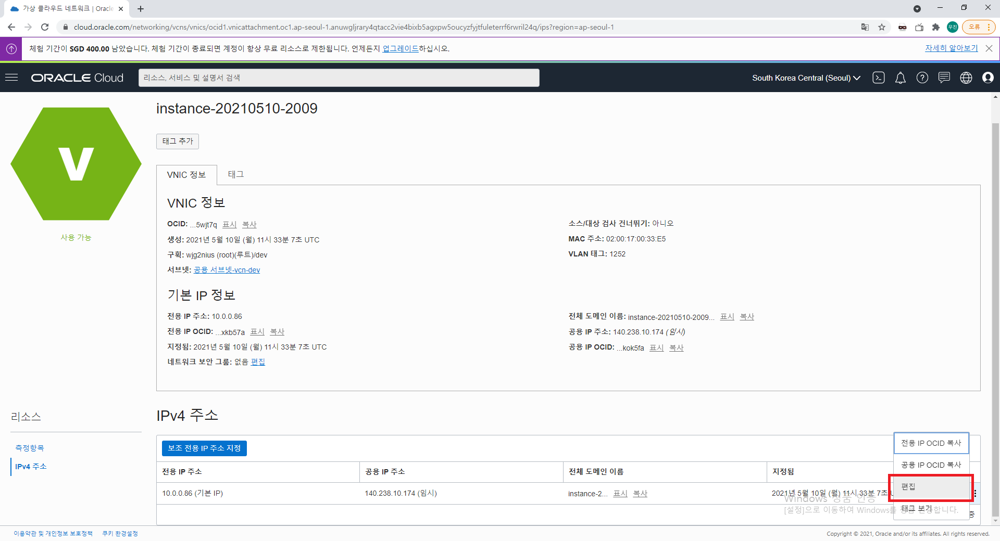 가상 클라우드 네트워크 | Oracle
cloud.oracle.com/networking/vcns/vnics/ocid1.vnicattachment.oc1.ap-seoul-1.anuwgljrary4qtacc2vie4bixb5agxpw5oucyzfyjtfuleterrf6rwril24q/ips?region=ap-seoul-1
우진
오류
체험 기간이 SGD 400.00 남았습니다. 체험 기간이 종료되면 계정이 항상 무료 리소스로 제한됩니다. 언제든지 업그레이드하십시오.
자세히 알아보기
ORACLE Cloud
리소스, 서비스 및 설명서 검색
South Korea Central (Seoul)
V
사용 가능
instance-20210510-2009
태그 추가
VNIC 정보
태그
VNIC 정보
OCID: ...5wjt7q 표시 복사
생성: 2021년 5월 10일 (월) 11시 33분 7초 UTC
구획: wjg2nius (root)(루트)/dev
서브넷: 공용 서브넷-vcn-dev
소스/대상 검사 건너뛰기: 아니오
MAC 주소: 02:00:17:00:33:E5
VLAN 태그: 1252
기본 IP 정보
전용 IP 주소: 10.0.0.86
전용 IP OCID: ...xkb57a 표시 복사
지정됨: 2021년 5월 10일 (월) 11시 33분 7초 UTC
네트워크 보안 그룹: 없음 편집
전체 도메인 이름: instance-20210510-2009... 표시 복사
공용 IP 주소: 140.238.10.174 (임시)
공용 IP OCID: ...kok5fa 표시 복사
리소스
측정항목
IPv4 주소
IPv4 주소
보조 전용 IP 주소 지정
전용 IP 주소
공용 IP 주소
전체 도메인 이름
지정됨
10.0.0.86 (기본 IP)
140.238.10.174 (임시)
instance-2... 표시 복사
2021년 5월 10일 (월) 11시 33분 7초
전용 IP OCID 복사
공용 IP OCID 복사
편집
태그 보기
중
Windows 정품 인증
[설정]으로 이동하여 Windows를 정품 인증합니다.
이용약관 및 개인정보 보호정책
쿠키 환경설정
Copyright © 2021, Oracle and/or its affiliates. All rights reserved.